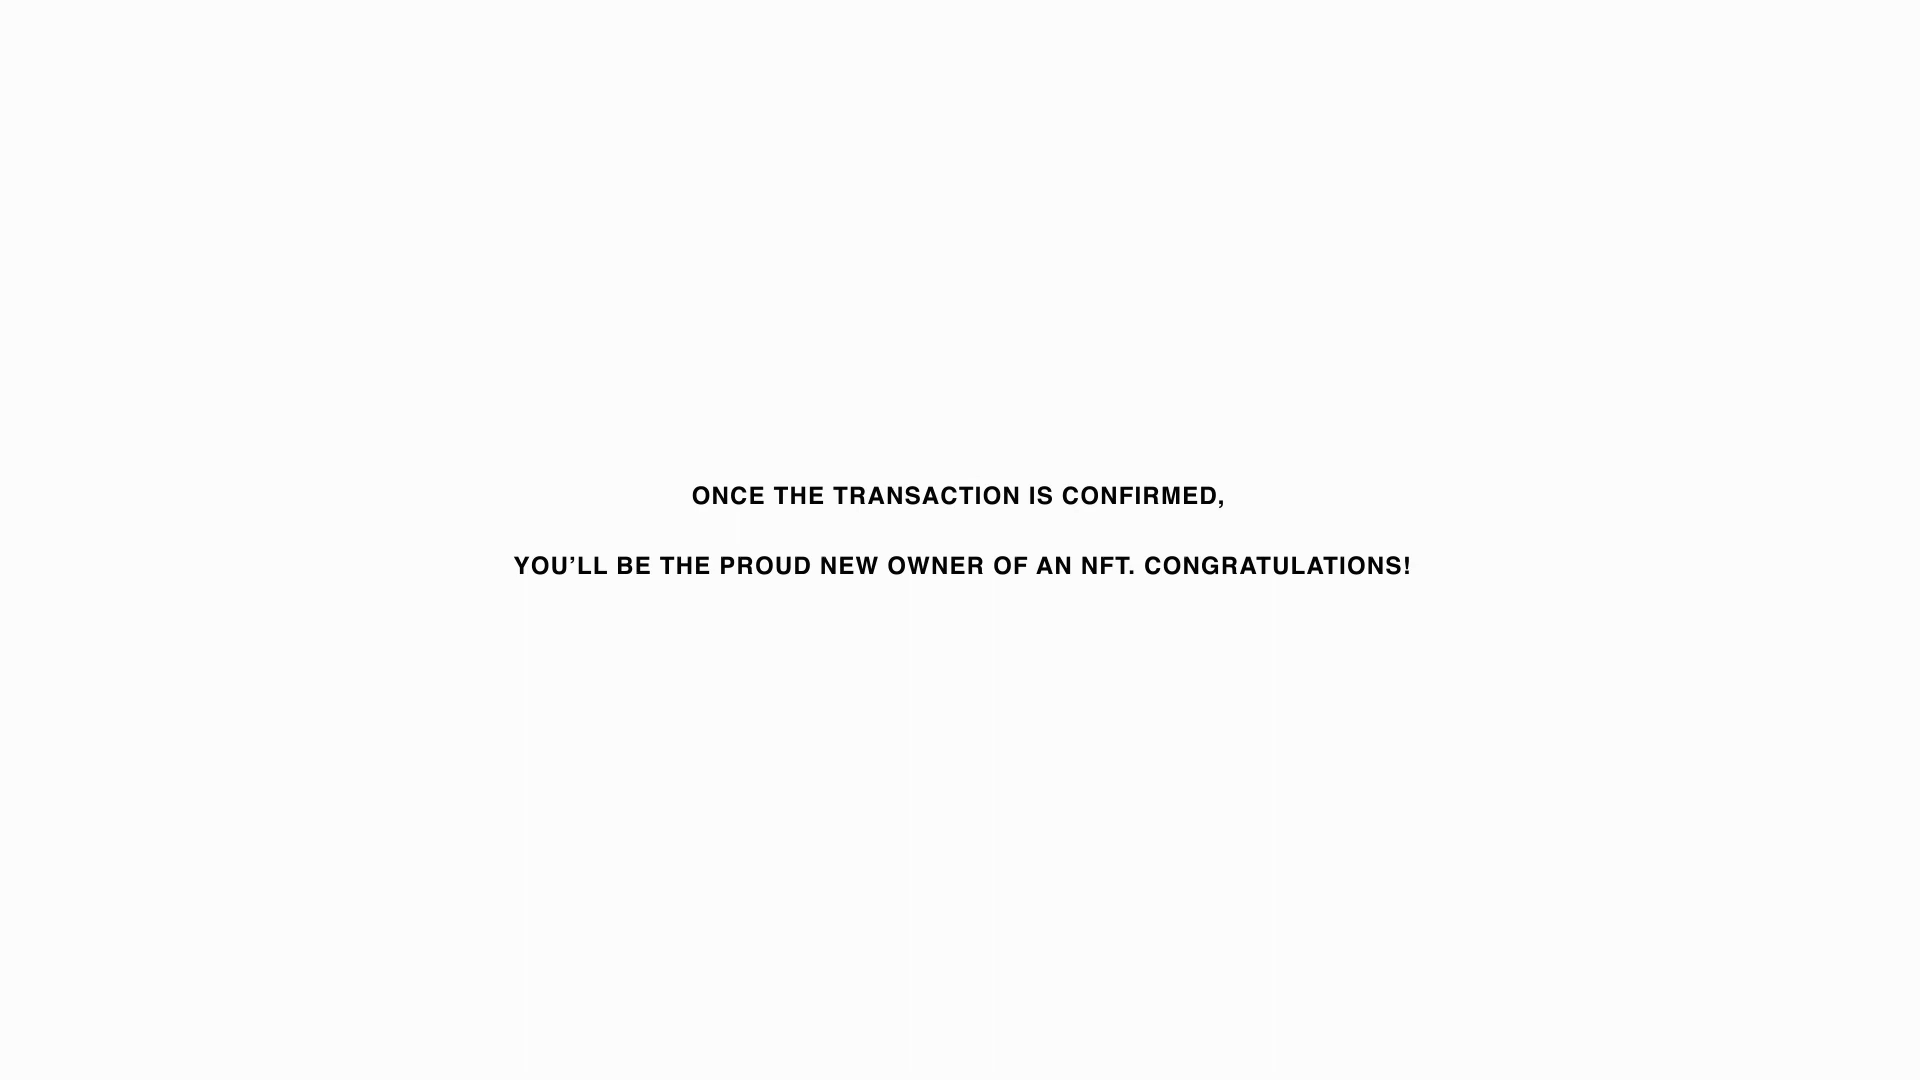 ONCE THE TRANSACTION IS CONFIRMED,
YOU’LL BE THE PROUD NEW OWNER OF AN NFT. CONGRATULATIONS!